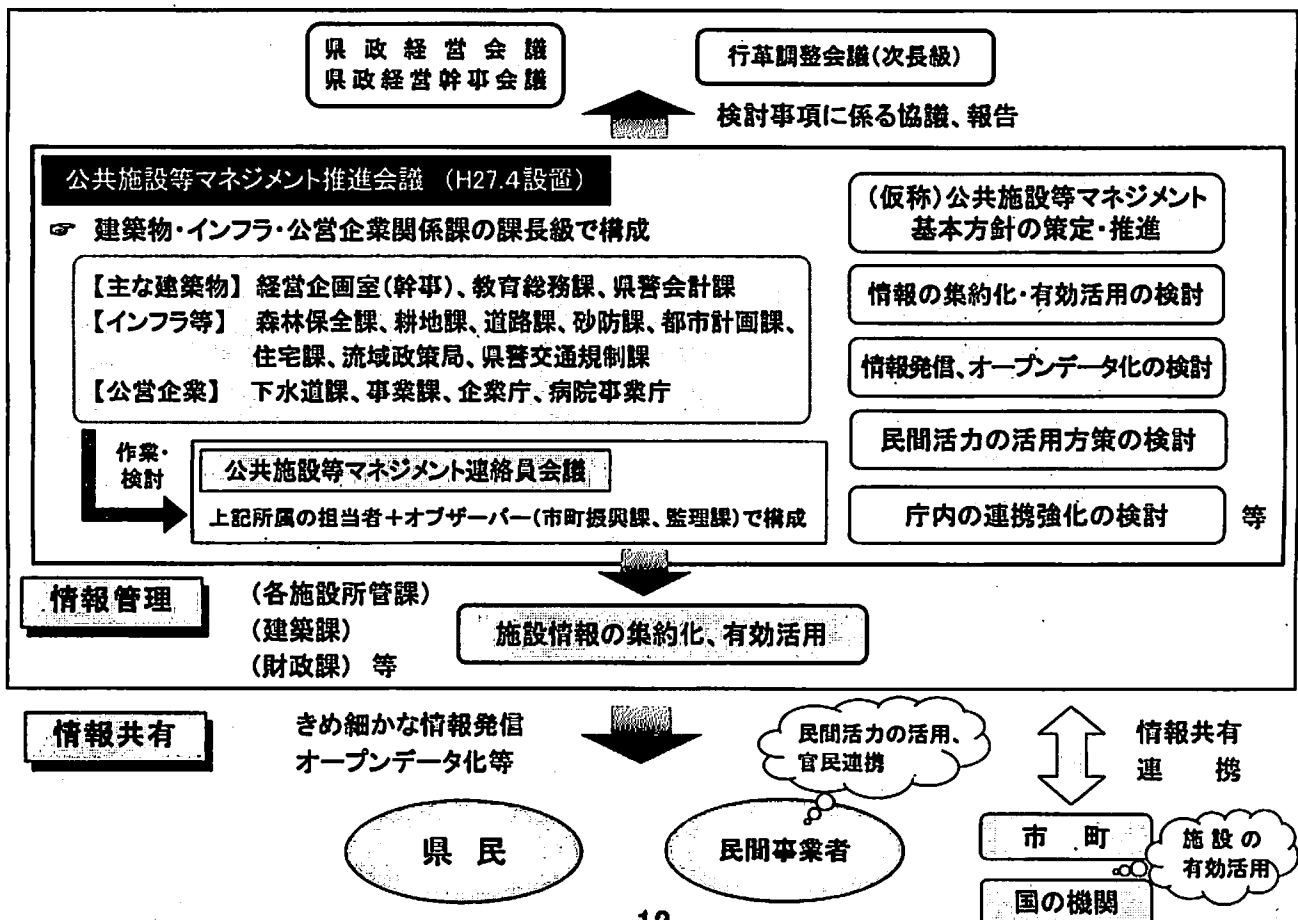 県政経営会議
県政経営幹事会議
行革調整会議(次長級)
検討事項に係る協議、報告
公共施設等マネジメント推進会議 (H27.4設置)
☞ 建築物・インフラ・公営企業関係課の課長級で構成
【主な建築物】 経営企画室(幹事)、教育総務課、県警会計課
【インフラ等】 森林保全課、耕地課、道路課、砂防課、都市計画課、
住宅課、流域政策局、県警交通規制課
【公営企業】 下水道課、事業課、企業庁、病院事業庁
作業・
検討
公共施設等マネジメント連絡員会議
上記所属の担当者+オブザーバー(市町振興課、監理課)で構成
(仮称)公共施設等マネジメント
基本方針の策定・推進
情報の集約化・有効活用の検討
情報発信、オープンデータ化の検討
民間活力の活用方策の検討
庁内の連携強化の検討 等
情報管理
(各施設所管課)
(建築課)
(財政課) 等
施設情報の集約化、有効活用
情報共有
きめ細かな情報発信
オープンデータ化等
民間活力の活用、
官民連携
情報共有
連 携
県 民
民間事業者
市 町
施設の
有効活用
国の機関
12